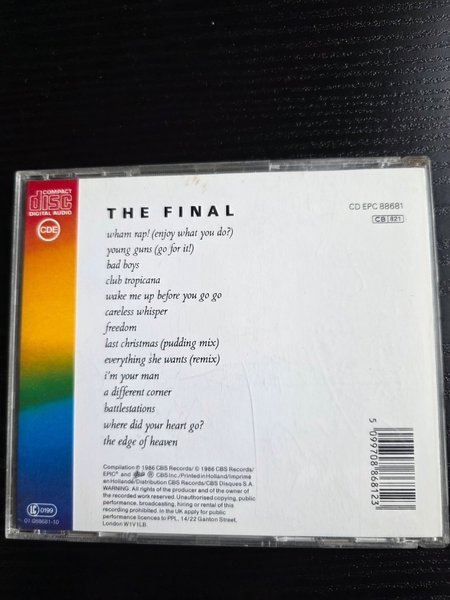 COMPACT
disc
DIGITAL AUDIO
CDE
THE FINAL
CD EPC 88681
CB 821
wham rap! (enjoy what you do?)
young guns (go for it!)
bad boys
club tropicana
wake me up before you go go
careless whisper
freedom
last christmas (pudding mix)
everything she wants (remix)
i'm your man
a different corner
battlestations
where did your heart go?
the edge of heaven
Compilation ℗ 1986 CBS Records/ © 1986 CBS Records/
EPIC® and ® CBS Inc./Printed in Holland/Imprimé
en Hollande/Distribution CBS Records/CBS Disques S.A.
WARNING: All rights of the producer and of the owner of
the recorded work reserved. Unauthorised copying, public
performance, broadcasting, hiring or rental of this
recording prohibited. In the UK apply for public
performance licences to PPL, 14/22 Ganton Street,
London W1V 1LB.
LC 0199
01-088681-10
5 099708 868123